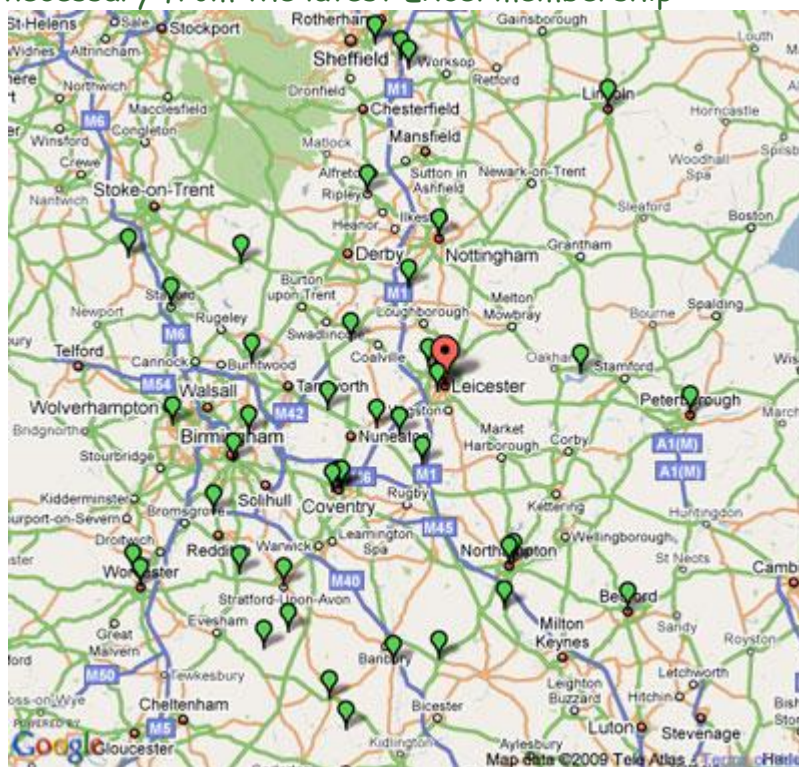 necessary from the latest Excel membership
St-Helens
Sale
Stockport
Rotherham
Gainsborough
Widnes
Altrincham
Sheffield
Worksop
Retford
Louth
Northwich
Macclesfield
Dronfield
M1
Chesterfield
Lincoln
Horncastle
M6
Winsford
Congleton
Crewe
Matlock
Mansfield
Woodhall
Spa
Nantwich
Stoke-on-Trent
Alfreton
Sutton in
Ashfield
Newark-on-Trent
Ripley
Sleaford
Boston
Heanor
Derby
Nottingham
Grantham
Newport
Stafford
Rugeley
Burton
upon Trent
M1
Loughborough
Melton
Mowbray
Bourne
Spalding
M6
Swadlincote
Telford
Cannock
Burntwood
Coalville
Oakham
Stamford
M54
Walsall
Tamworth
Leicester
Peterborough
Wolverhampton
M42
March
Bridgnorth
Birmingham
Nuneaton
Market
Harborough
Corby
A1(M)
Stourbridge
M6
M1
A1(M)
Kidderminster
Solihull
Coventry
Rugby
Kettering
Huntingdon
Bromsgrove
M45
Droitwich
Redditch
Warwick
Leamington
Spa
Northampton
Wellingborough
St Neots
Worcester
M40
Stratford-Upon-Avon
Bedford
Great
Malvern
Evesham
Milton
Keynes
Sandy
Royston
M50
Tewkesbury
Banbury
Leighton
Buzzard
Letchworth
Hitchin
Cheltenham
M5
Bicester
Luton
Stevenage
POWERED BY
Google
Gloucester
Kidlington
Aylesbury
Map data ©2009 Tele Atlas